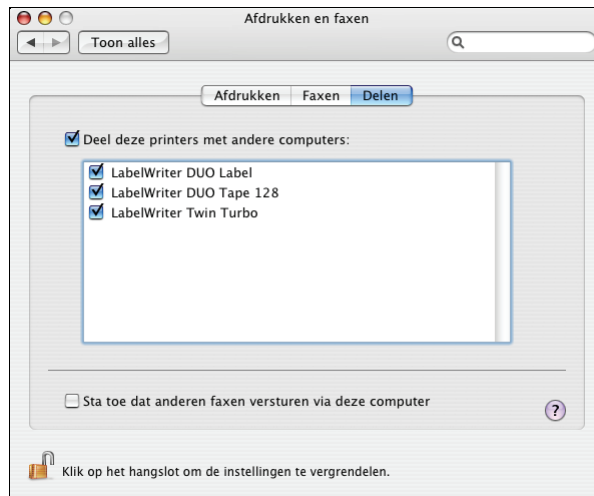 Afdrukken en faxen
Toon alles
Afdrukken Faxen Delen
Deel deze printers met andere computers:
LabelWriter DUO Label
LabelWriter DUO Tape 128
LabelWriter Twin Turbo
Sta toe dat anderen faxen versturen via deze computer
?
Klik op het hangslot om de instellingen te vergrendelen.